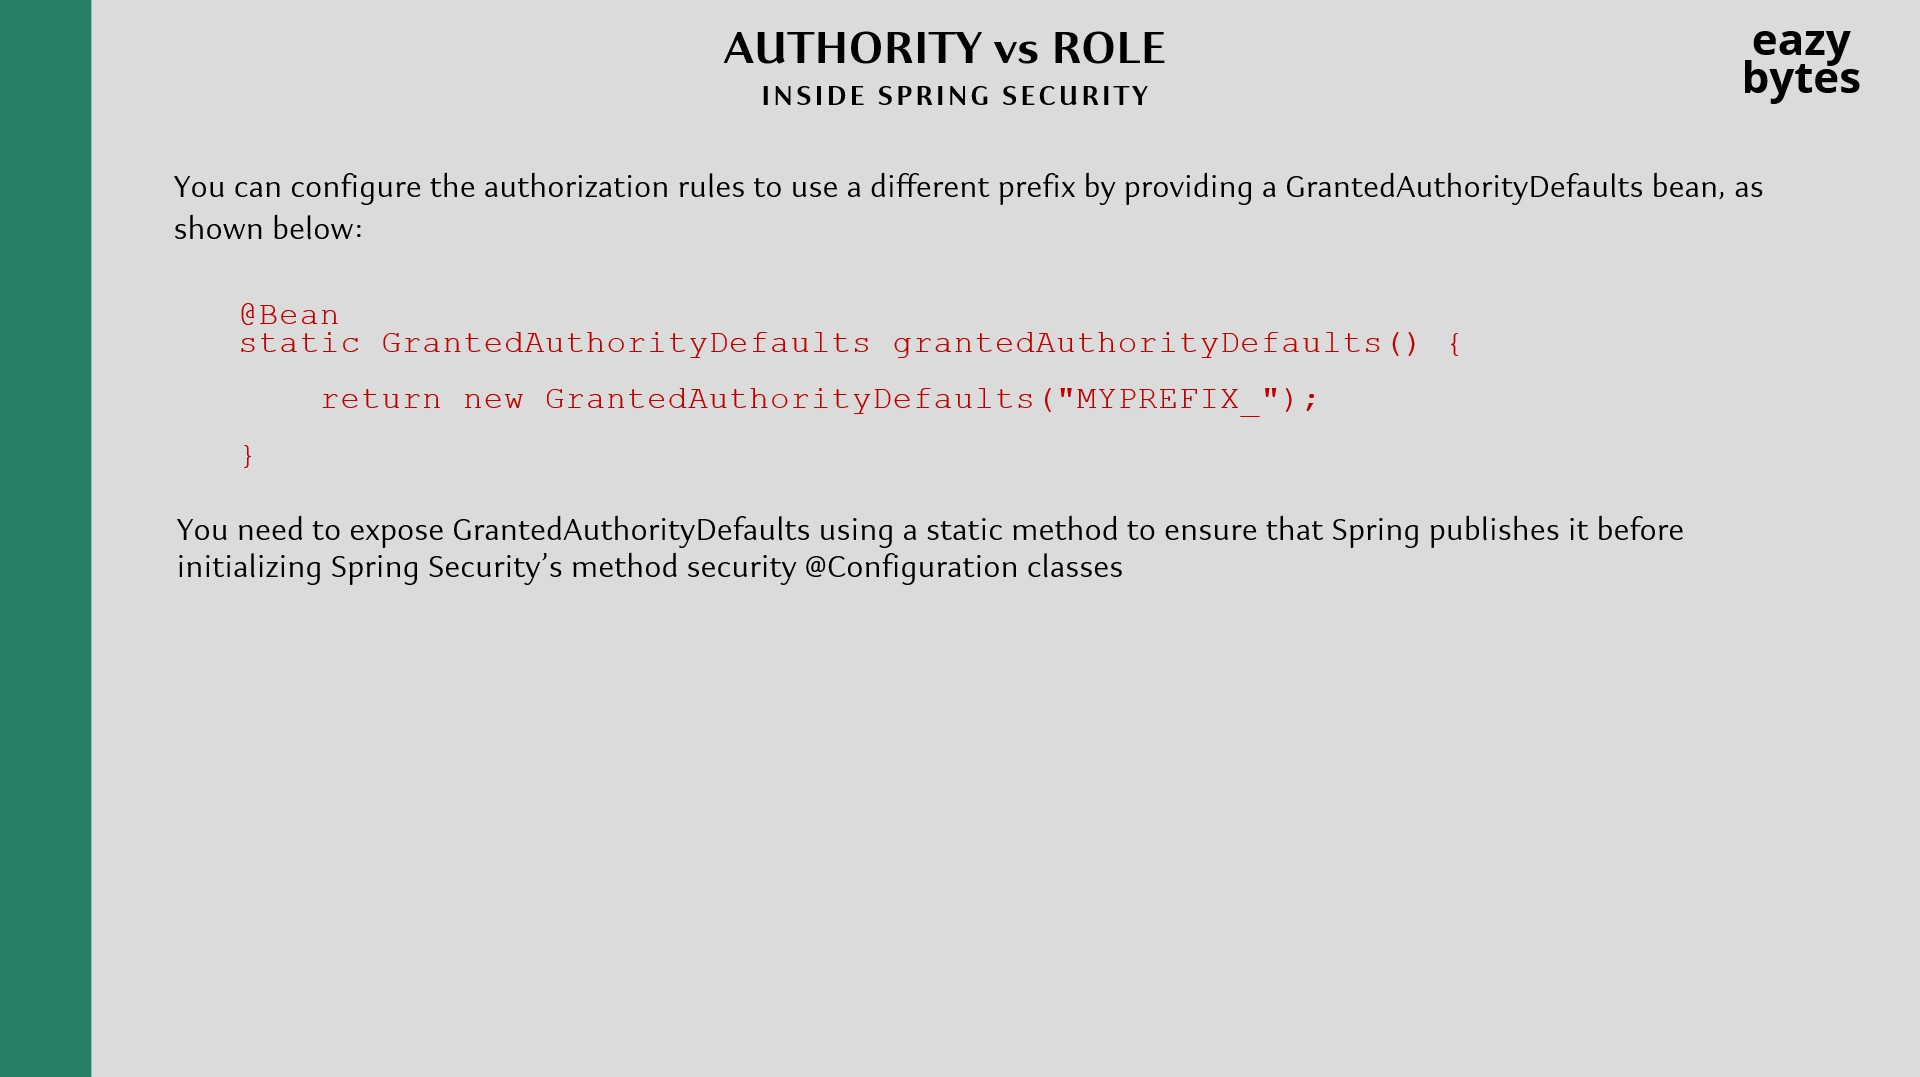 AUTHORITY vs ROLE
INSIDE SPRING SECURITY
eazy
bytes
You can configure the authorization rules to use a different prefix by providing a GrantedAuthorityDefaults bean, as
shown below:
@Bean
static GrantedAuthorityDefaults grantedAuthorityDefaults() {
return new GrantedAuthorityDefaults("MYPREFIX_");
}
You need to expose GrantedAuthorityDefaults using a static method to ensure that Spring publishes it before
initializing Spring Security’s method security @Configuration classes